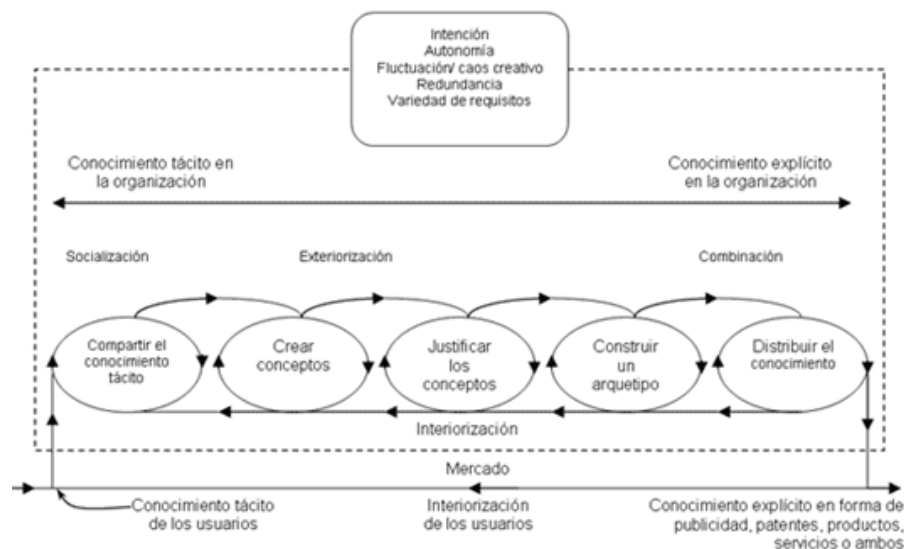 Intención
Autonomía
Fluctuación/ caos creativo
Redundancia
Variedad de requisitos
Conocimiento tácito en
la organización
Conocimiento explícito
en la organización
Socialización
Exteriorización
Combinación
Compartir el
conocimiento
tácito
Crear
conceptos
Justificar
los
conceptos
Construir
un
arquetipo
Distribuir el
conocimiento
Interiorización
Mercado
Conocimiento tácito
de los usuarios
Interiorización
de los usuarios
Conocimiento explícito en forma de
publicidad, patentes, productos,
servicios o ambos